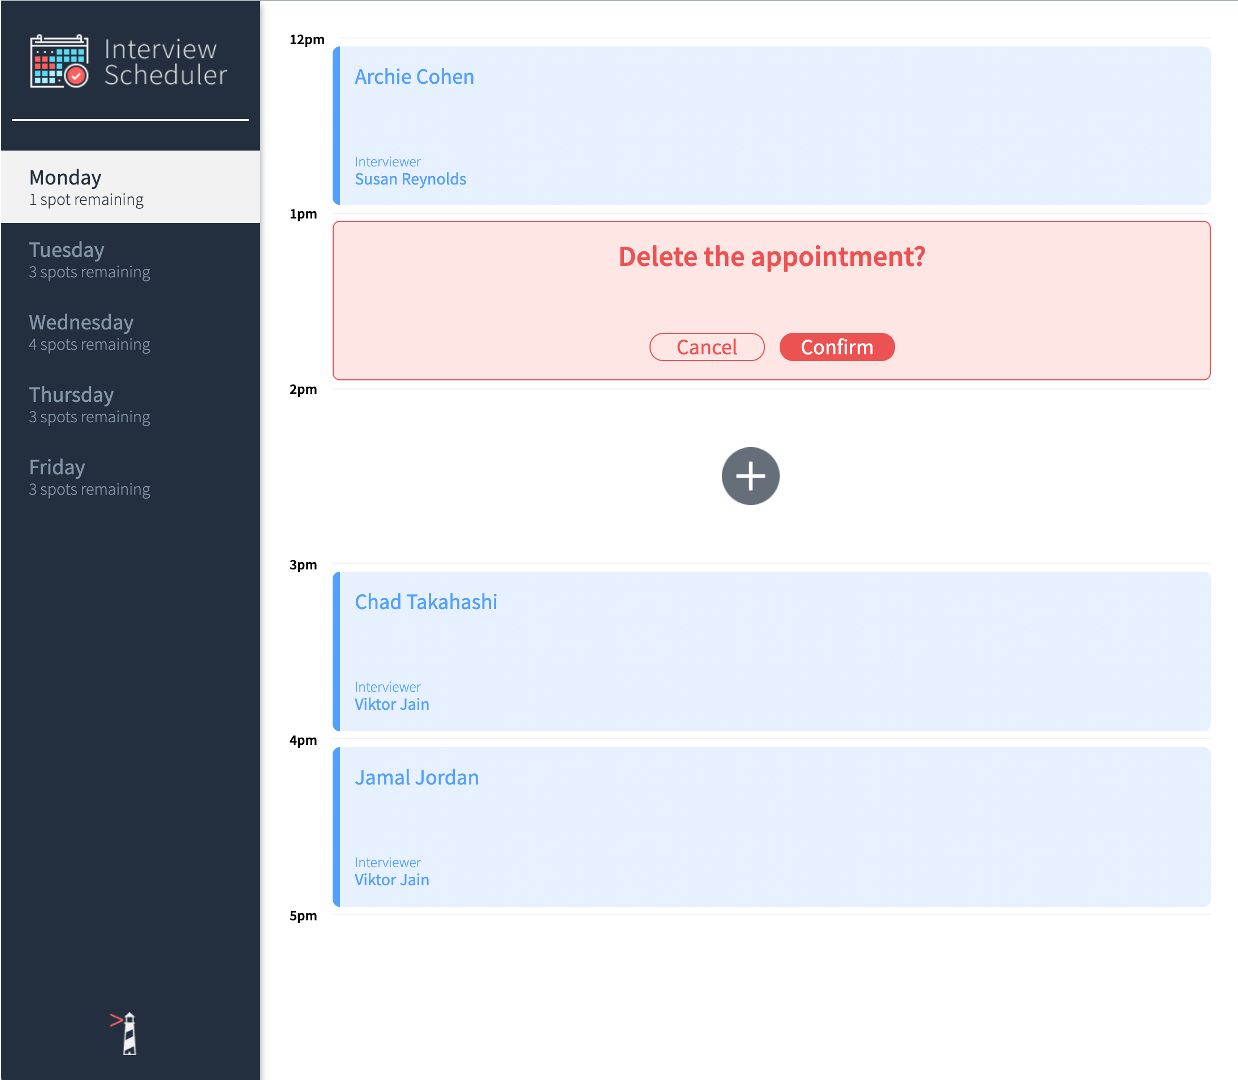 Interview
Scheduler
Monday
1 spot remaining
Tuesday
3 spots remaining
Wednesday
4 spots remaining
Thursday
3 spots remaining
Friday
3 spots remaining
12pm
Archie Cohen
Interviewer
Susan Reynolds
1pm
Delete the appointment?
Cancel Confirm
2pm
3pm
Chad Takahashi
Interviewer
Viktor Jain
4pm
Jamal Jordan
Interviewer
Viktor Jain
5pm